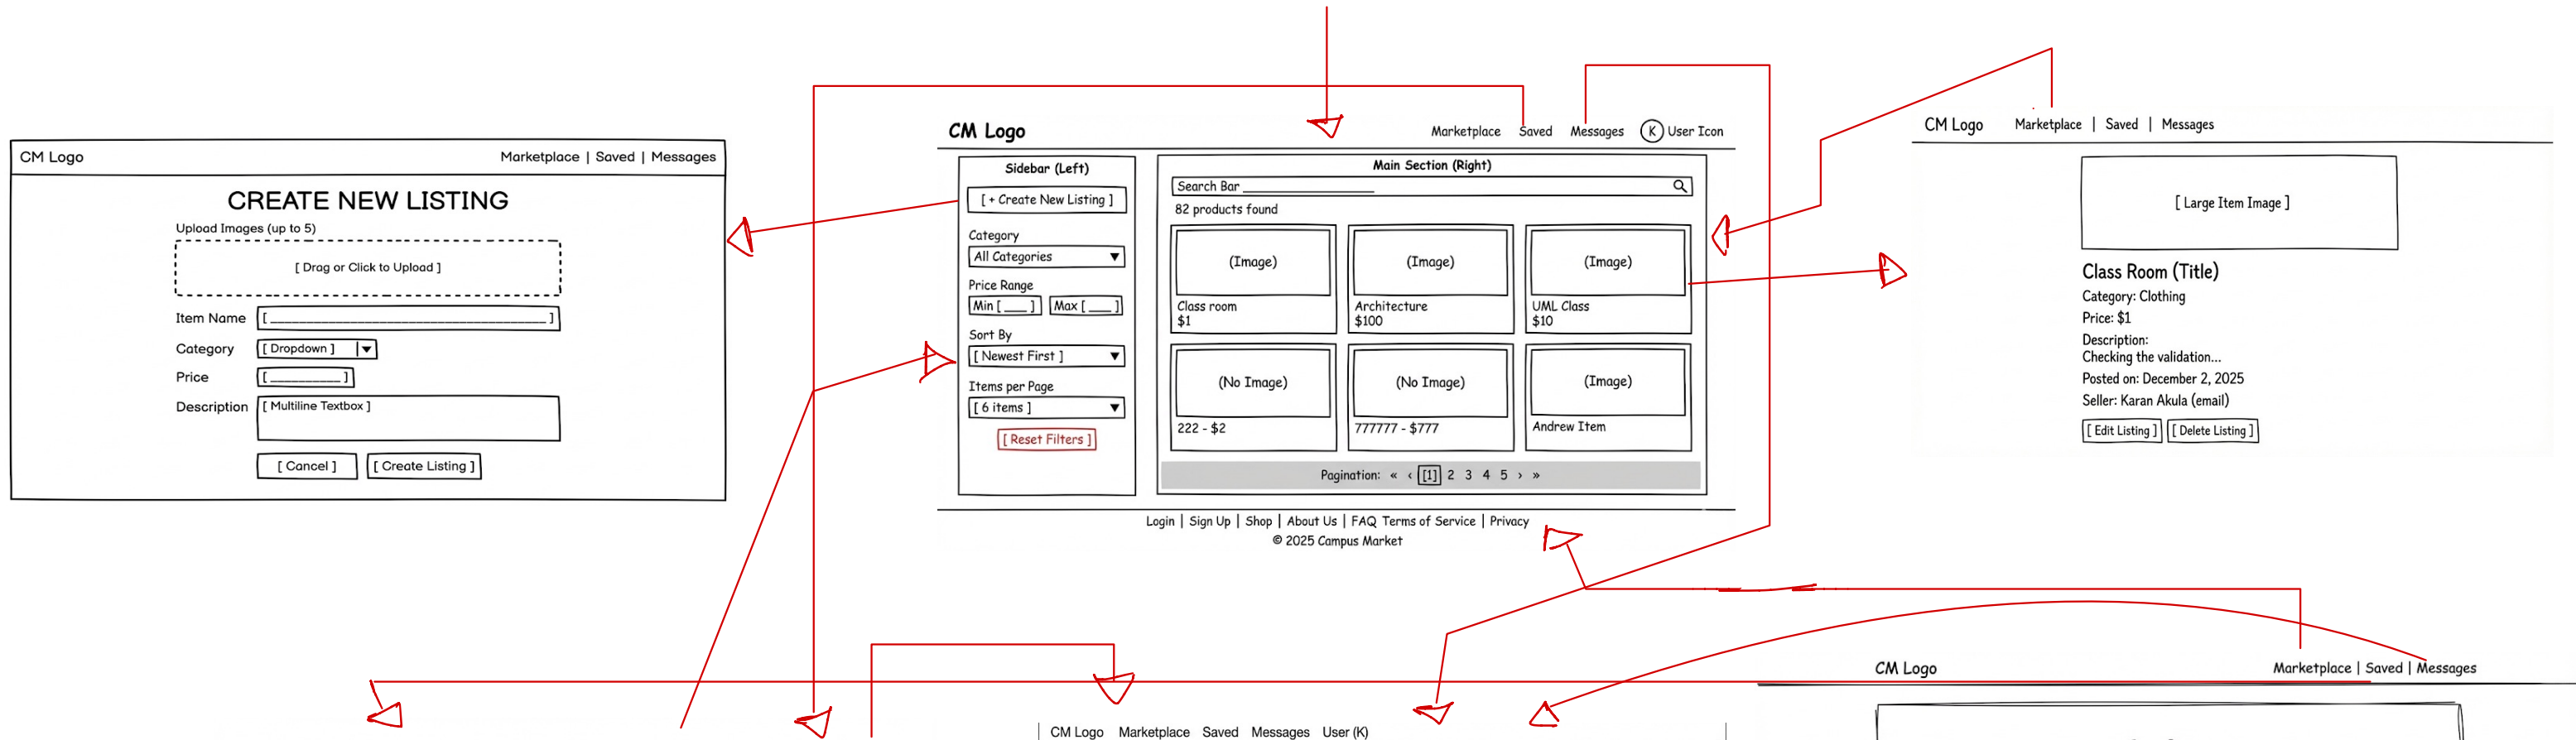 CM Logo
Marketplace | Saved | Messages
CREATE NEW LISTING
Upload Images (up to 5)
[ Drag or Click to Upload ]
Item Name [ ________________________ ]
Category [ Dropdown ] |▼
Price [ __________ ]
Description [ Multiline Textbox ]
[ Cancel ] [ Create Listing ]
CM Logo
Marketplace Saved Messages K User Icon
Sidebar (Left)
[ + Create New Listing ]
Category
All Categories ▼
Price Range
Min [ ___ ] Max [ ___ ]
Sort By
[ Newest First ] ▼
Items per Page
[ 6 items ] ▼
[ Reset Filters ]
Main Section (Right)
Search Bar ____________________
82 products found
(Image)
Class room
$1
(Image)
Architecture
$100
(Image)
UML Class
$10
(No Image)
222 - $2
(No Image)
777777 - $777
(Image)
Andrew Item
Pagination: « ‹ [1] 2 3 4 5 › »
Login | Sign Up | Shop | About Us | FAQ Terms of Service | Privacy
© 2025 Campus Market
CM Logo Marketplace | Saved | Messages
[ Large Item Image ]
Class Room (Title)
Category: Clothing
Price: $1
Description:
Checking the validation...
Posted on: December 2, 2025
Seller: Karan Akula (email)
[ Edit Listing ] [ Delete Listing ]
CM Logo Marketplace Saved Messages User (K)
CM Logo Marketplace | Saved | Messages